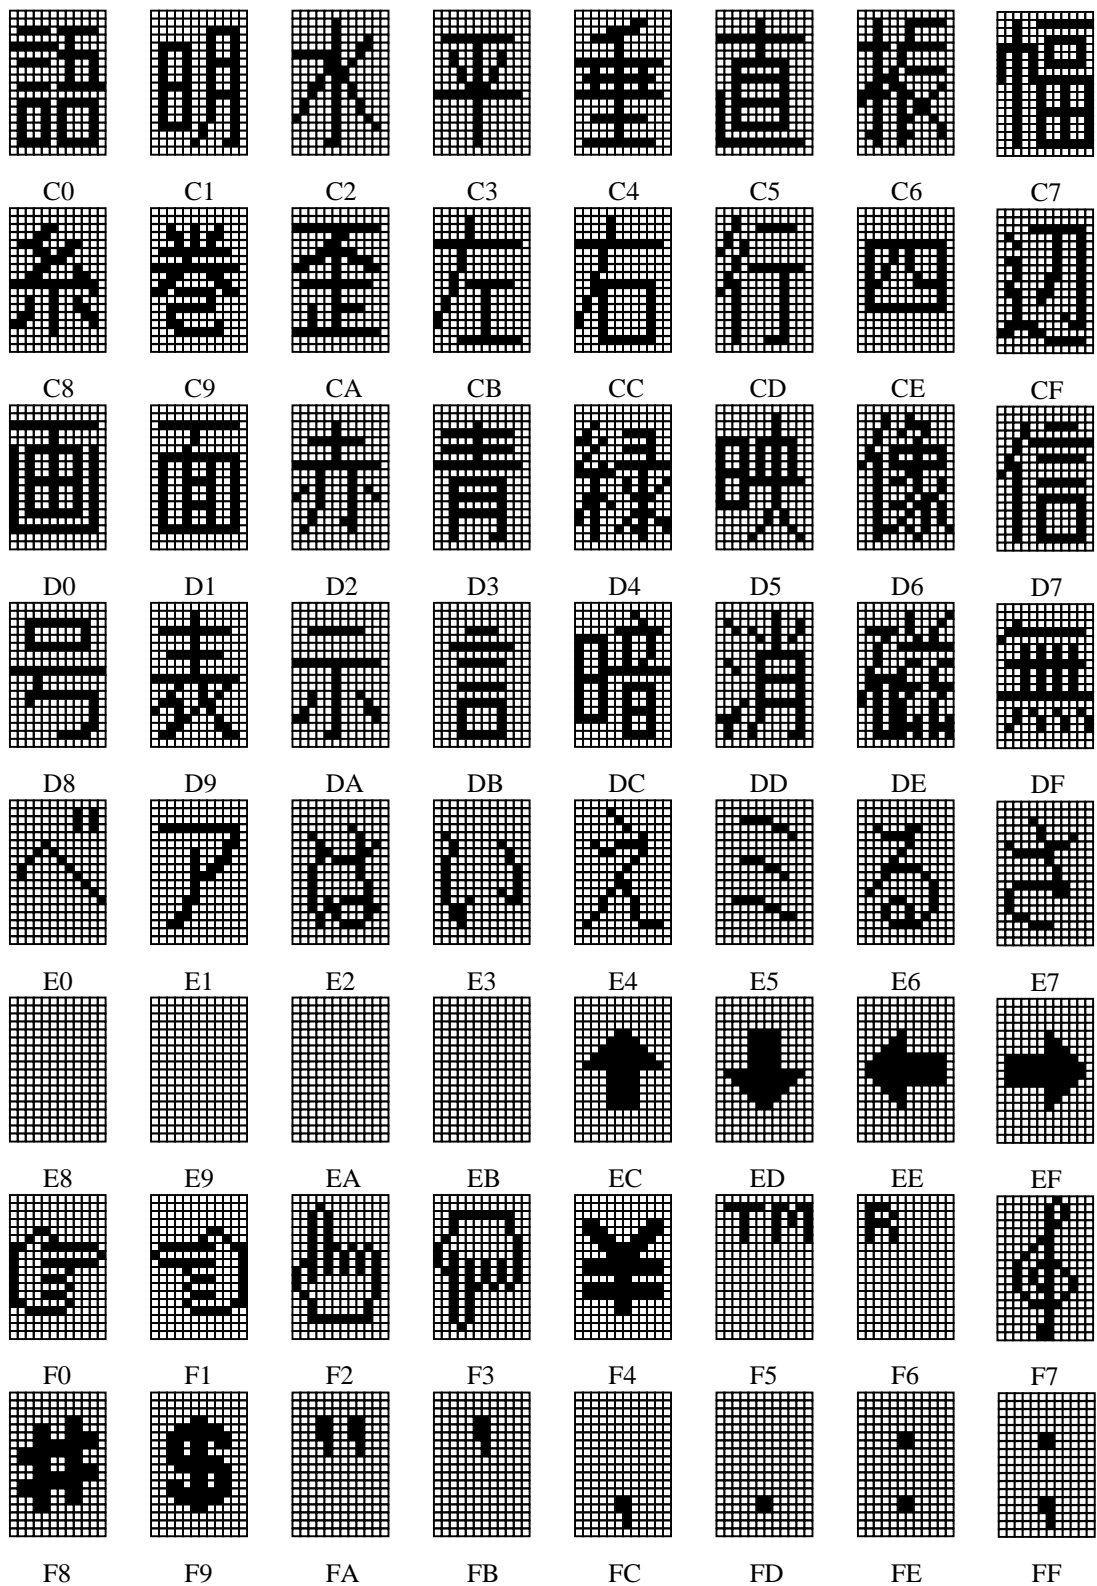 語 明 水 平 垂 直 振 幅
C0 C1 C2 C3 C4 C5 C6 C7
糸 巻 歪 左 右 行 四 辺
C8 C9 CA CB CC CD CE CF
画 面 赤 青 緑 映 像 信
D0 D1 D2 D3 D4 D5 D6 D7
号 表 示 言 暗 消 無
D8 D9 DA DB DC DD DE DF
べ ア は い え ミ る さ
E0 E1 E2 E3 E4 E5 E6 E7
↑ ↓ ← →
E8 E9 EA EB EC ED EE EF
¥ TM R
F0 F1 F2 F3 F4 F5 F6 F7
# $ " ' , . : ;
F8 F9 FA FB FC FD FE FF